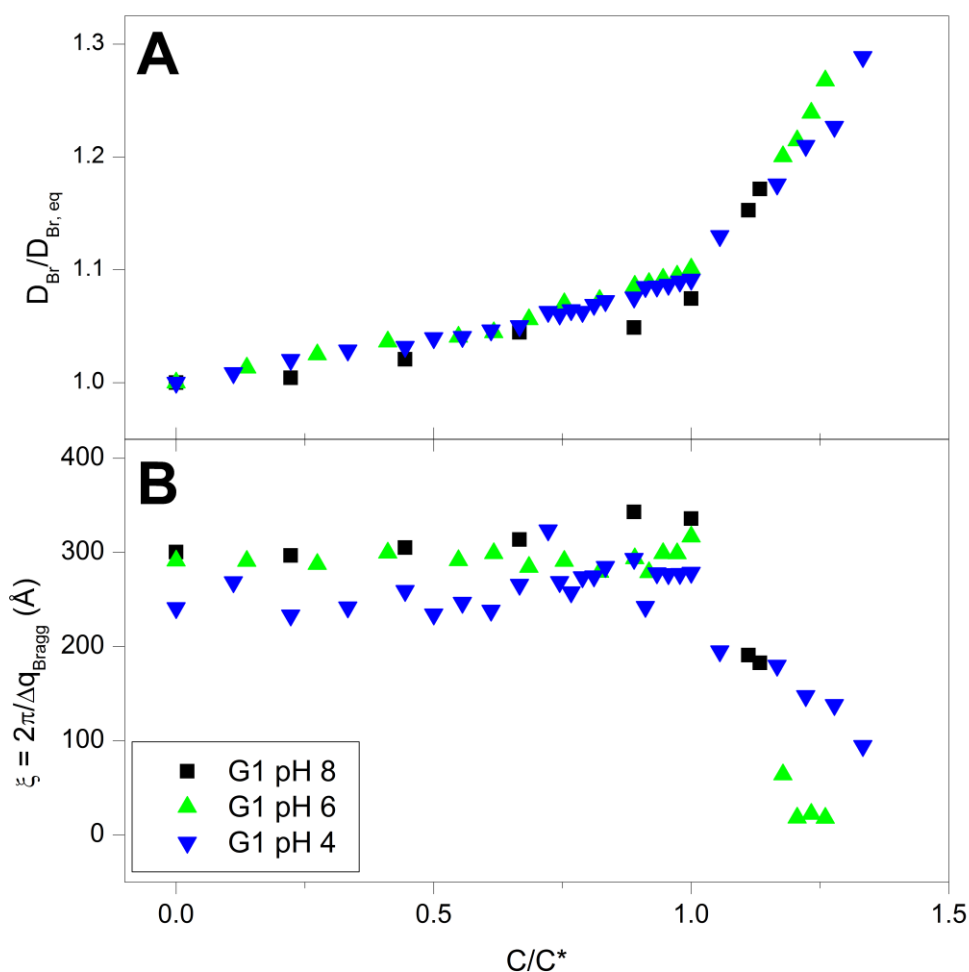 A
1.3
1.2
1.1
1.0
D_Br/D_Br, eq
B
400
300
200
100
0
ξ = 2π/Δq_Bragg (Å)
G1 pH 8
G1 pH 6
G1 pH 4
0.0 0.5 1.0 1.5
C/C*